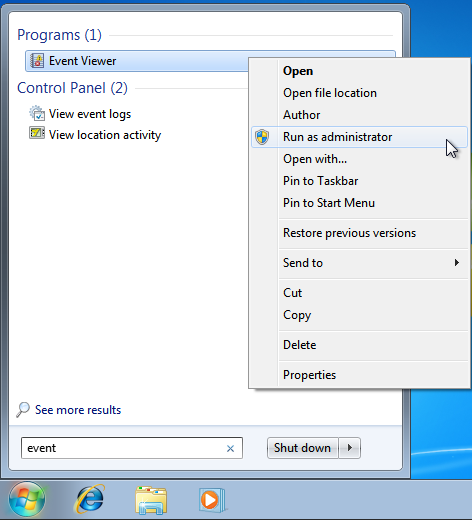 Programs (1)
Event Viewer
Control Panel (2)
View event logs
View location activity
Open
Open file location
Author
Run as administrator
Open with...
Pin to Taskbar
Pin to Start Menu
Restore previous versions
Send to
Cut
Copy
Delete
Properties
See more results
event
Shut down